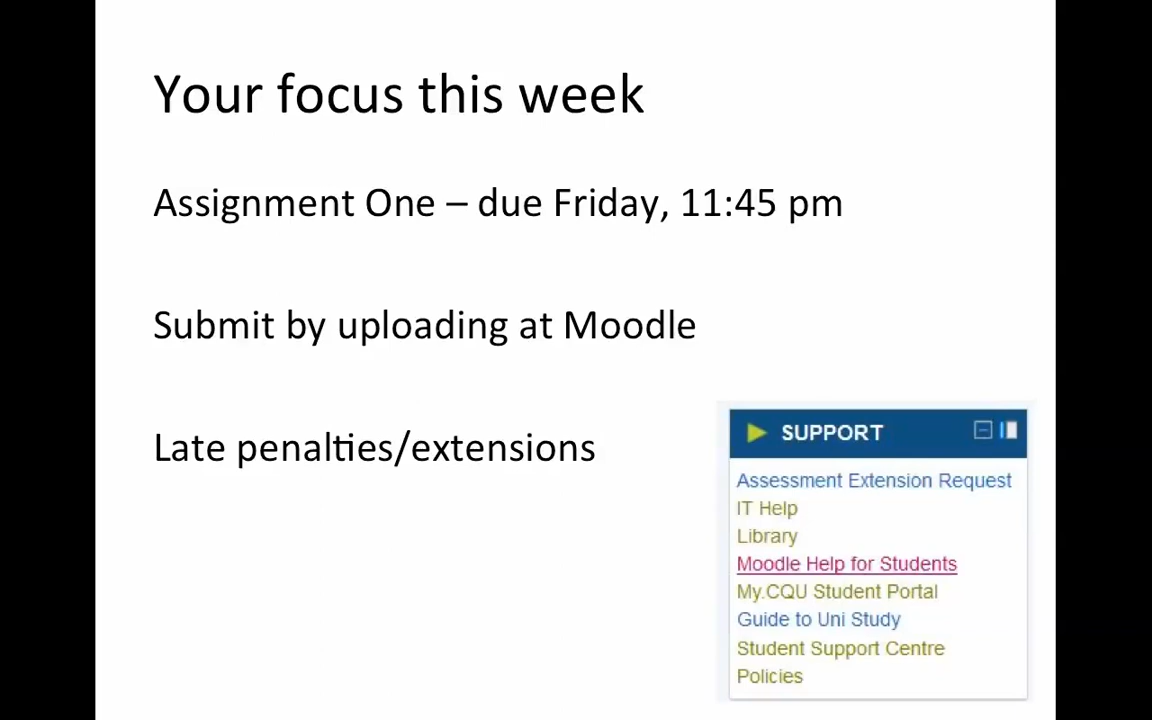 Your focus this week
Assignment One – due Friday, 11:45 pm
Submit by uploading at Moodle
Late penalties/extensions
SUPPORT
Assessment Extension Request
IT Help
Library
Moodle Help for Students
My.CQU Student Portal
Guide to Uni Study
Student Support Centre
Policies